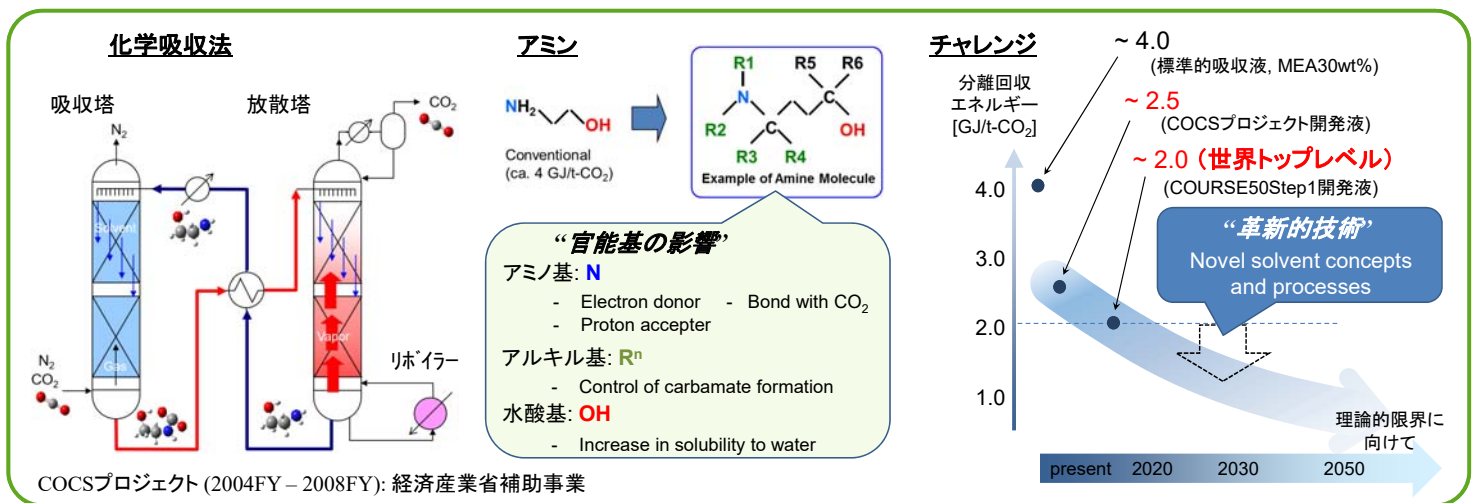 化学吸収法
吸収塔
放散塔
N2
CO2
Solvent
Gas
Vapor
N2
CO2
リボイラー
COCSプロジェクト (2004FY – 2008FY): 経済産業省補助事業
アミン
NH2
OH
Conventional
(ca. 4 GJ/t-CO2)
R1
R5
R6
N
C
R2
C
OH
R3
R4
Example of Amine Molecule
“官能基の影響”
アミノ基: N
- Electron donor - Bond with CO2
- Proton accepter
アルキル基: Rn
- Control of carbamate formation
水酸基: OH
- Increase in solubility to water
チャレンジ
分離回収
エネルギー
[GJ/t-CO2]
~ 4.0
(標準的吸収液, MEA30wt%)
~ 2.5
(COCSプロジェクト開発液)
~ 2.0 (世界トップレベル)
(COURSE50Step1開発液)
“革新的技術”
Novel solvent concepts
and processes
4.0
3.0
2.0
1.0
理論的限界に
向けて
present 2020 2030 2050